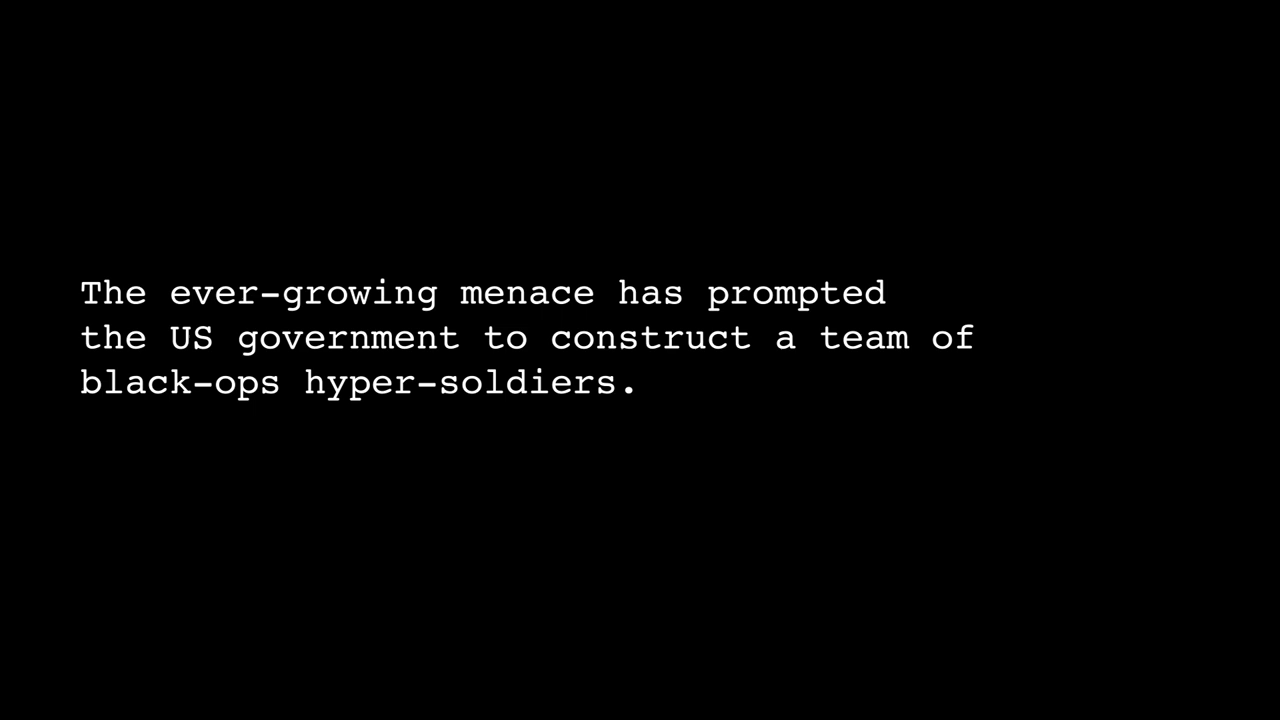 The ever-growing menace has prompted
the US government to construct a team of
black-ops hyper-soldiers.